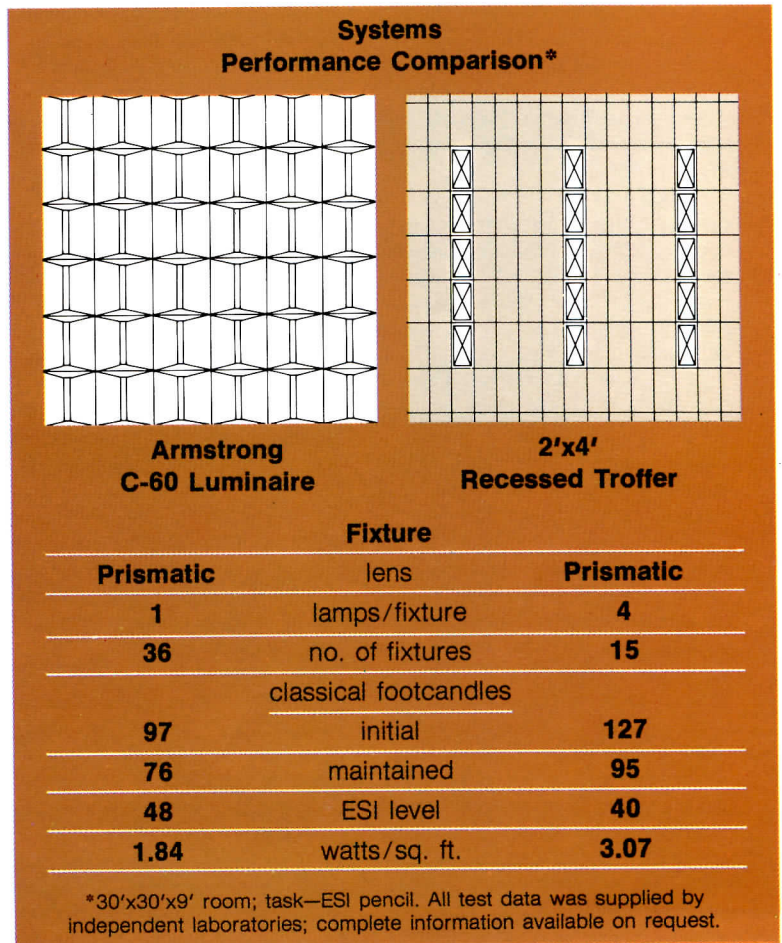 Systems
Performance Comparison*
Armstrong
C-60 Luminaire
2'x4'
Recessed Troffer
Fixture
Prismatic lens Prismatic
1 lamps/fixture 4
36 no. of fixtures 15
classical footcandles
97 initial 127
76 maintained 95
48 ESI level 40
1.84 watts/sq. ft. 3.07
*30'x30'x9' room; task—ESI pencil. All test data was supplied by
independent laboratories; complete information available on request.